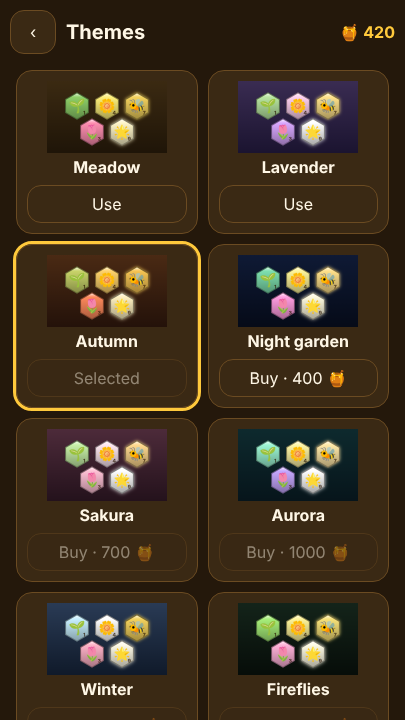 ‹ Themes 🍯 420
Meadow
Use
Lavender
Use
Autumn
Selected
Night garden
Buy · 400 🍯
Sakura
Buy · 700 🍯
Aurora
Buy · 1000 🍯
Winter
Fireflies